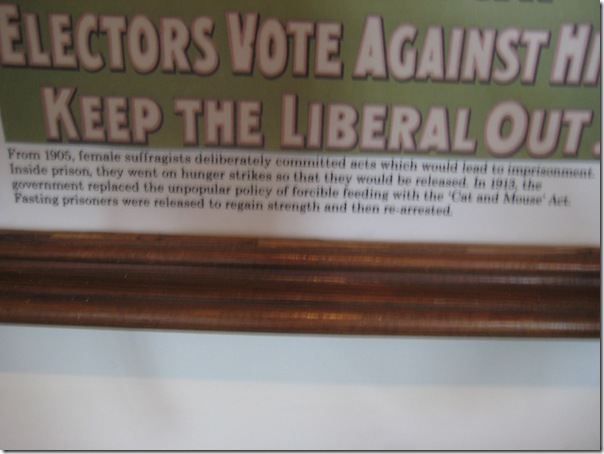 ELECTORS VOTE AGAINST
KEEP THE LIBERAL OUT.
From 1905, female suffragists deliberately committed acts which would lead to imprisonment.
Inside prison, they went on hunger strikes so that they would be released. In 1913, the
government replaced the unpopular policy of forcible feeding with the 'Cat and Mouse' Act.
Fasting prisoners were released to regain strength and then re-arrested.